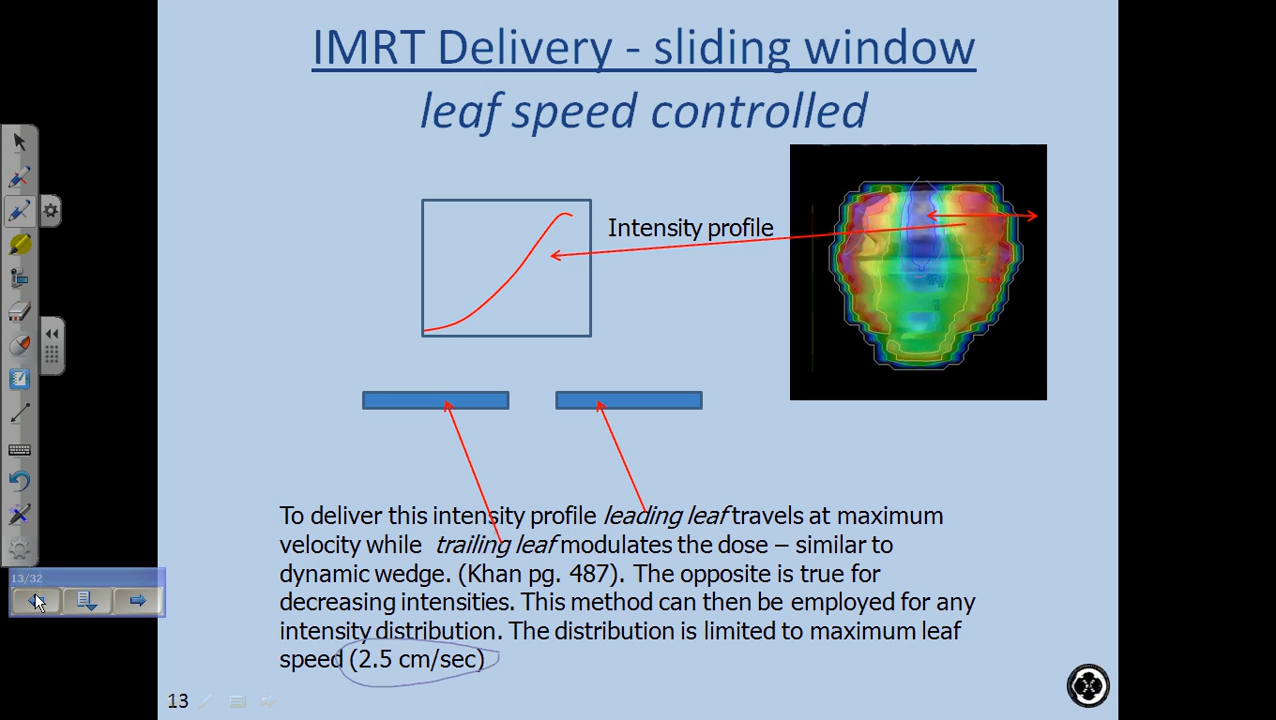 IMRT Delivery - sliding window
leaf speed controlled
Intensity profile
To deliver this intensity profile leading leaf travels at maximum
velocity while trailing leaf modulates the dose – similar to
dynamic wedge. (Khan pg. 487). The opposite is true for
decreasing intensities. This method can then be employed for any
intensity distribution. The distribution is limited to maximum leaf
speed (2.5 cm/sec)
13/32
13